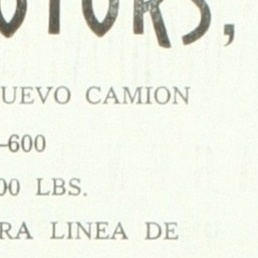 OTORS,
UEVO CAMION
-600
00 LBS.
RA LINEA DE